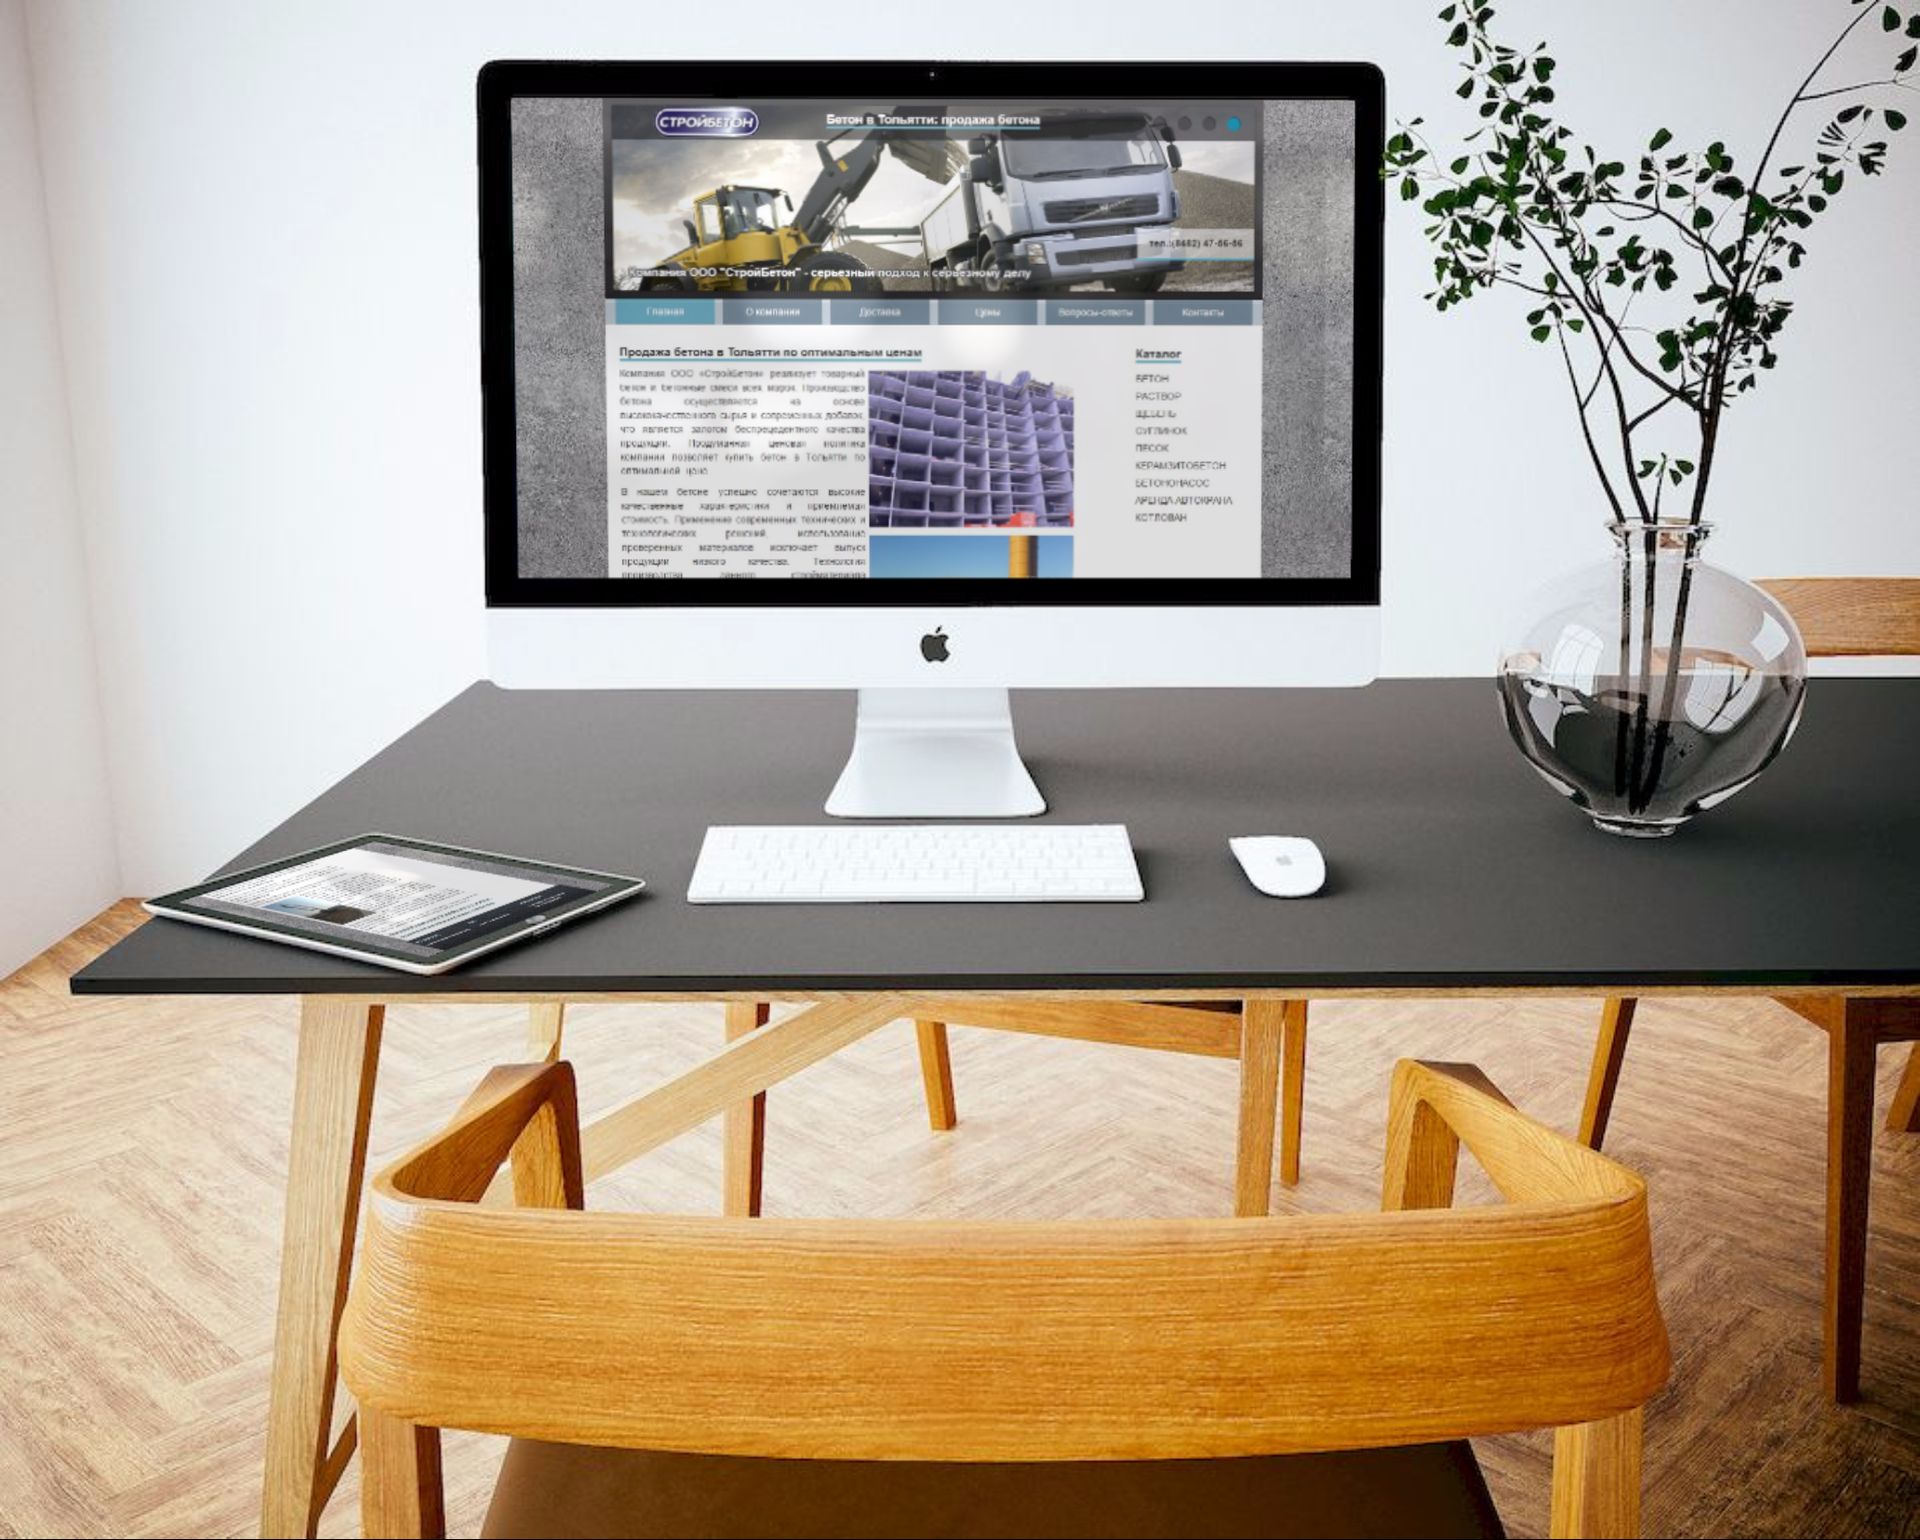 СТРОЙБЕТОН
Бетон в Тольятти: продажа бетона
тел.:(8482) 47-86-86
Компания ООО "СтройБетон" - серьезный подход к серьезному делу
Главная
О компании
Доставка
Цены
Вопросы-ответы
Контакты
Продажа бетона в Тольятти по оптимальным ценам
Компания ООО «СтройБетон» реализует товарный
бетон и бетонные смеси всех марок. Производство
бетона осуществляется на основе
высококачественного сырья и современных добавок,
что является залогом беспрецедентного качества
продукции. Продуманная ценовая политика
компании позволяет купить бетон в Тольятти по
оптимальной цене.
В нашем бетоне успешно сочетаются высокие
качественные характеристики и приемлемая
стоимость. Применение современных технических и
технологических решений, использование
проверенных материалов исключает выпуск
продукции низкого качества. Технология
производства данного стройматериала
Каталог
БЕТОН
РАСТВОР
ЩЕБЕНЬ
СУГЛИНОК
ПЕСОК
КЕРАМЗИТОБЕТОН
БЕТОНОНАСОС
АРЕНДА АВТОКРАНА
КОТЛОВАН